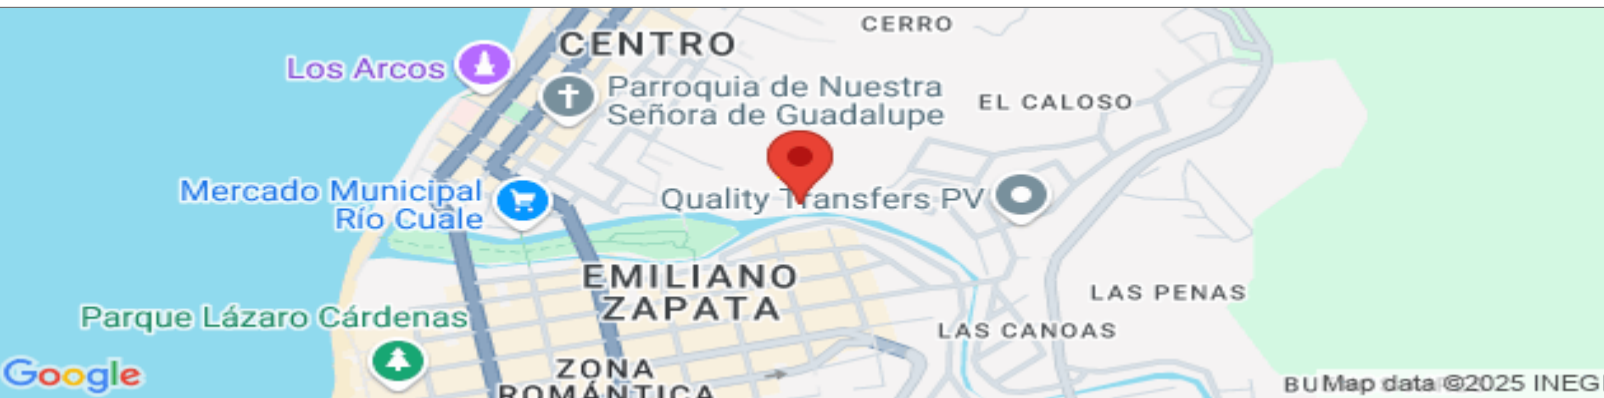 CERRO
CENTRO
Los Arcos
Parroquia de Nuestra
Señora de Guadalupe
EL CALOSO
Mercado Municipal
Río Cuale
Quality Transfers PV
EMILIANO
ZAPATA
LAS PENAS
Parque Lázaro Cárdenas
LAS CANOAS
ZONA
ROMÁNTICA
Google
BU
Map data ©2025 INEGI